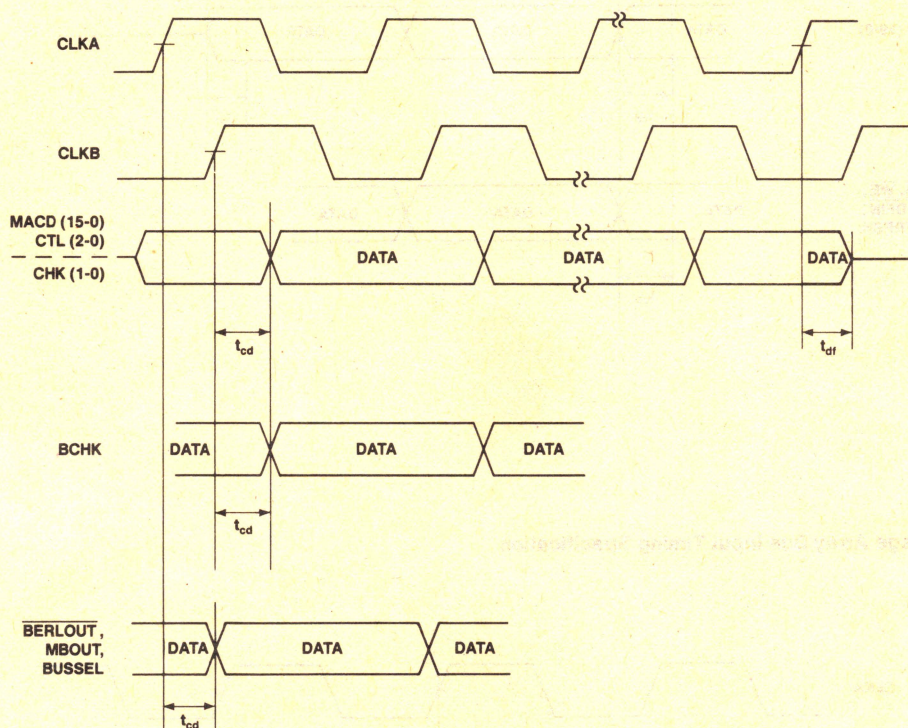 CLKA
CLKB
MACD (15-0)
CTL (2-0)
CHK (1-0)
DATA DATA DATA
tcd tdf
BCHK DATA DATA DATA
tcd
BERLOUT,
MBOUT,
BUSSEL
DATA DATA DATA
tcd